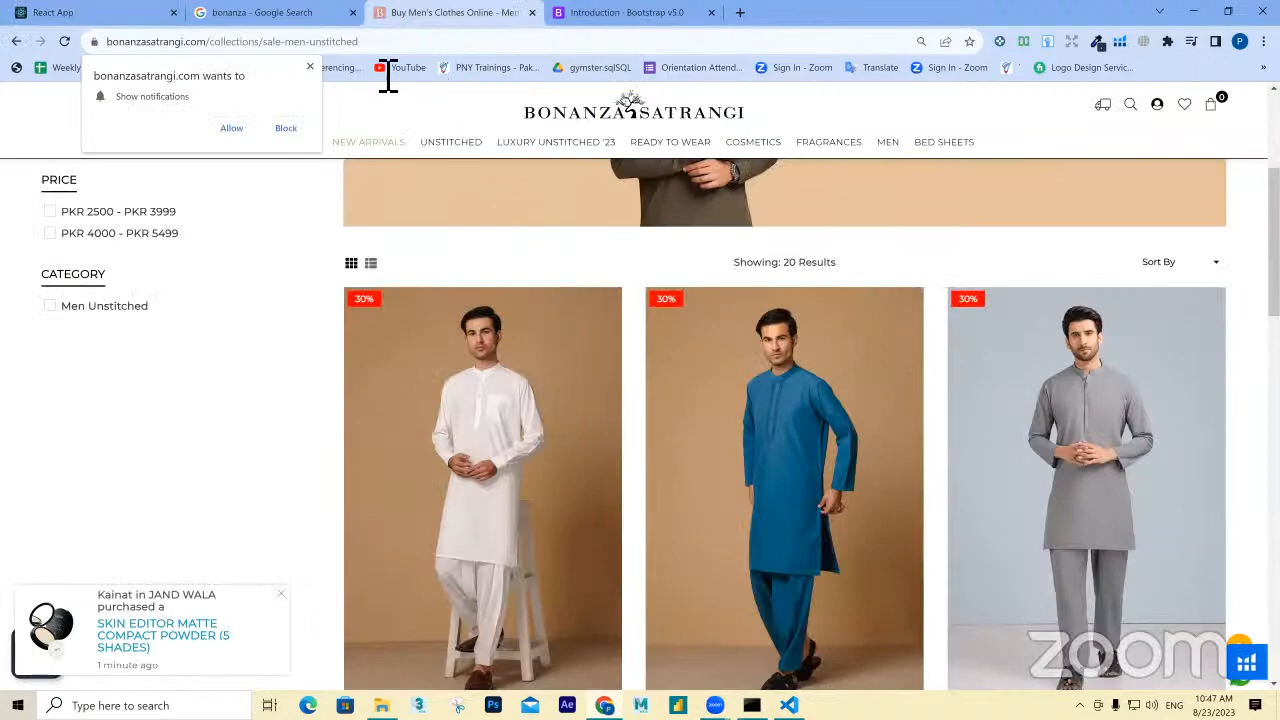 Buy Men's Clothes Online - Men
bonanza - Google Search
Introduction · Bootstrap v5.0
bonanzasatrangi.com/collections/sale-men-unstitched
Weekly
erencing...
YouTube
PNY Trainings - Pak...
gymster.sqlSQL
Orientation Attend...
Sign in - Zoom
Translate
Sign In - Zoom
Logo Design Servic...
bonanzasatrangi.com wants to
Show notifications
Allow
Block
BONANZA SATRANGI
0
NEW ARRIVALS
UNSTITCHED
LUXURY UNSTITCHED '23
READY TO WEAR
COSMETICS
FRAGRANCES
MEN
BED SHEETS
PRICE
PKR 2500 - PKR 3999
PKR 4000 - PKR 5499
CATEGORY
Men Unstitched
Showing: 20 Results
Sort By
30%
30%
30%
Kainat in JAND WALA
purchased a
SKIN EDITOR MATTE
COMPACT POWDER (5
SHADES)
1 minute ago
zoom
Type here to search
10:47 AM
8/23/2023